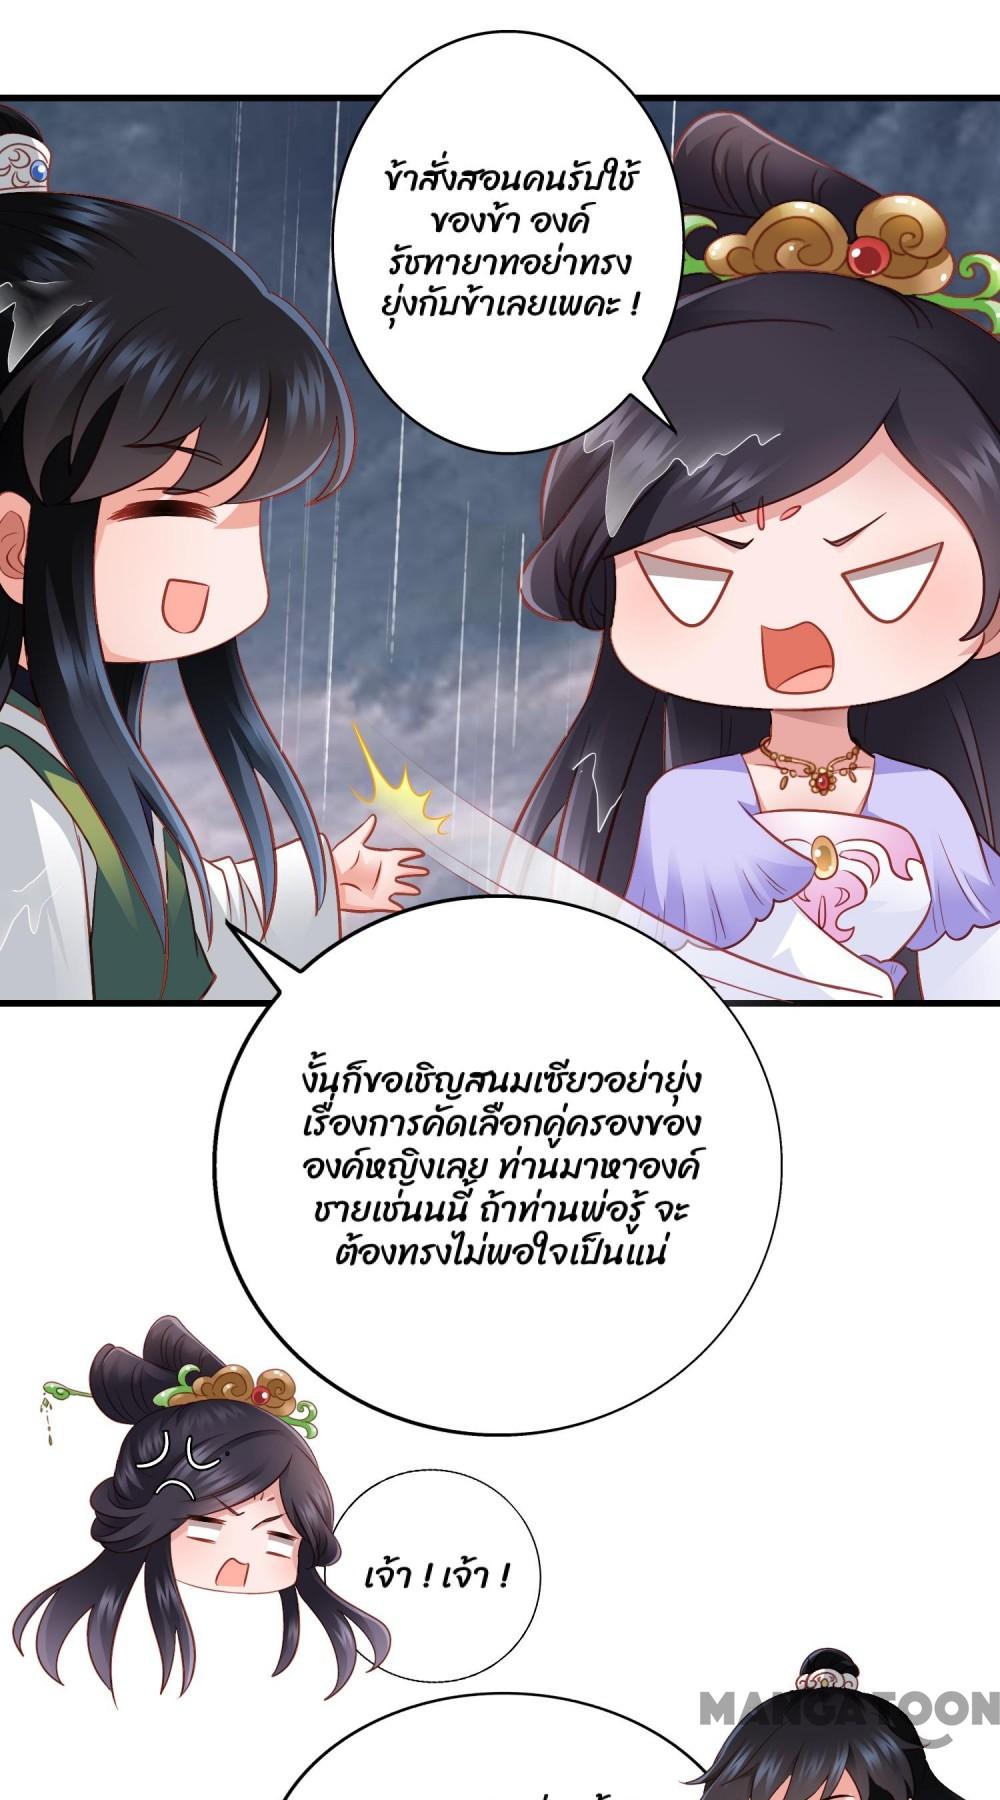 ข้าสั่งสอนคนรับใช้
ของข้า องค์
รัชทายาทอย่าทรง
ยุ่งกับข้าเลยเพคะ !
งั้นก็ขอเชิญสนมเซียวอย่ายุ่ง
เรื่องการคัดเลือกคู่ครองของ
องค์หญิงเลย ท่านมาหาองค์
ชายเช่นนนี้ ถ้าท่านพ่อรู้ จะ
ต้องทรงไม่พอใจเป็นแน่
เจ้า ! เจ้า !
MANGATOON